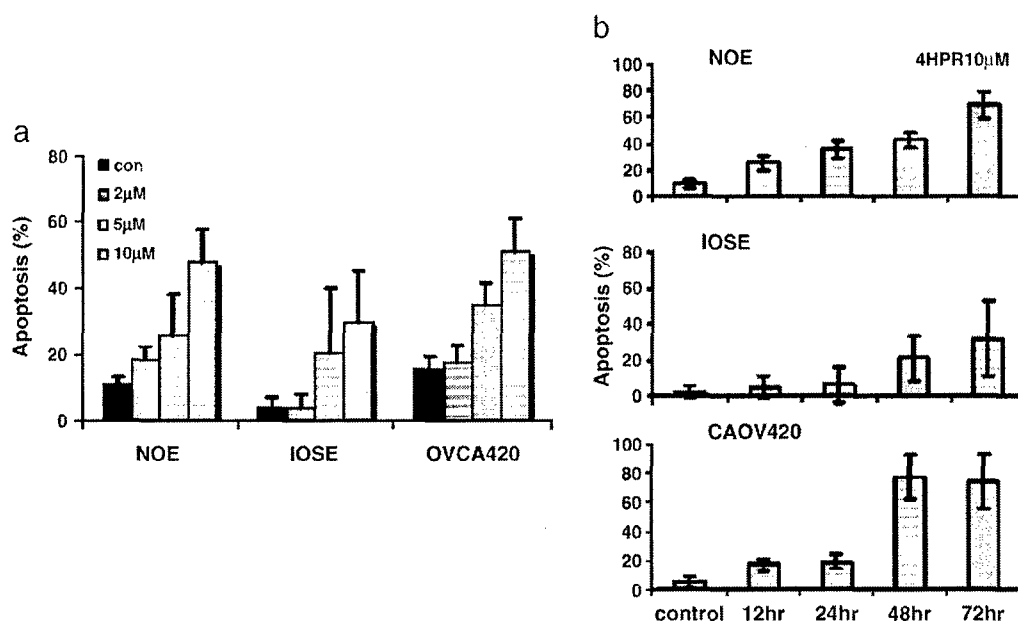 a
80
60
40
20
0
Apoptosis (%)
con
2µM
5µM
10µM
NOE
IOSE
OVCA420
b
NOE
4HPR10µM
100
80
60
40
20
0
IOSE
80
60
40
20
0
Apoptosis (%)
CAOV420
100
80
60
40
20
0
control
12hr
24hr
48hr
72hr